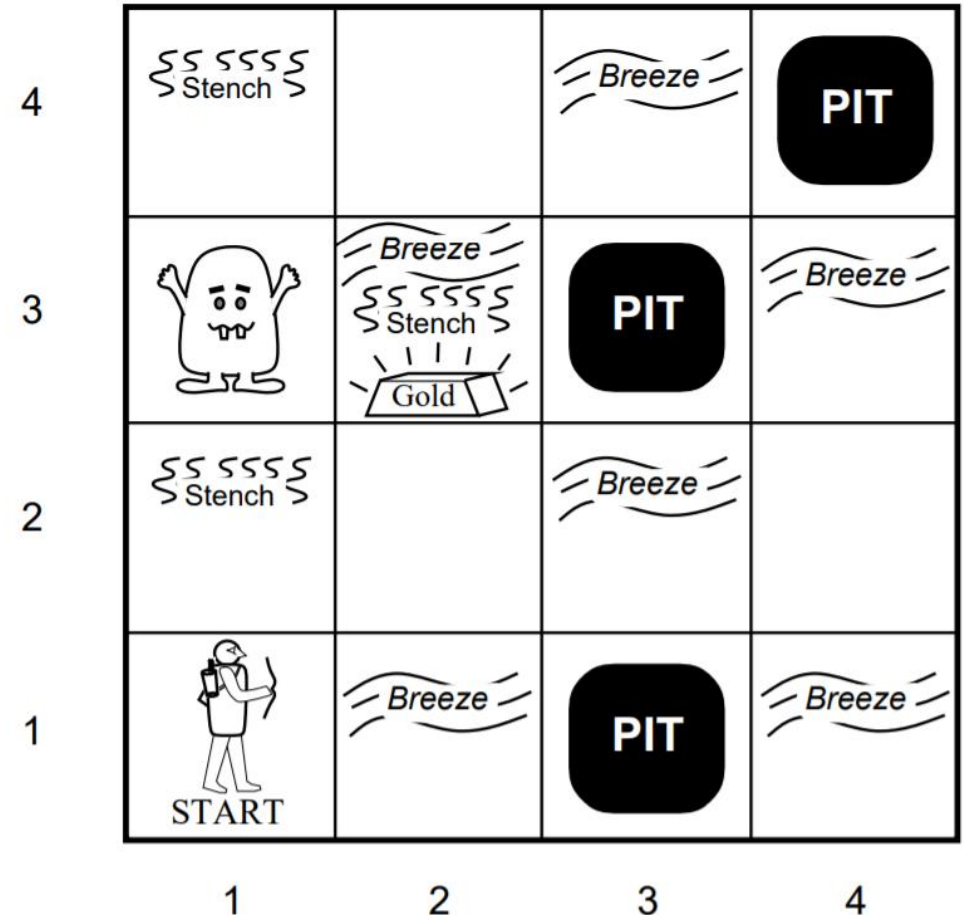 4
Stench
Breeze
PIT
3
Breeze
Stench
Gold
PIT
Breeze
2
Stench
Breeze
1
START
Breeze
PIT
Breeze
1 2 3 4